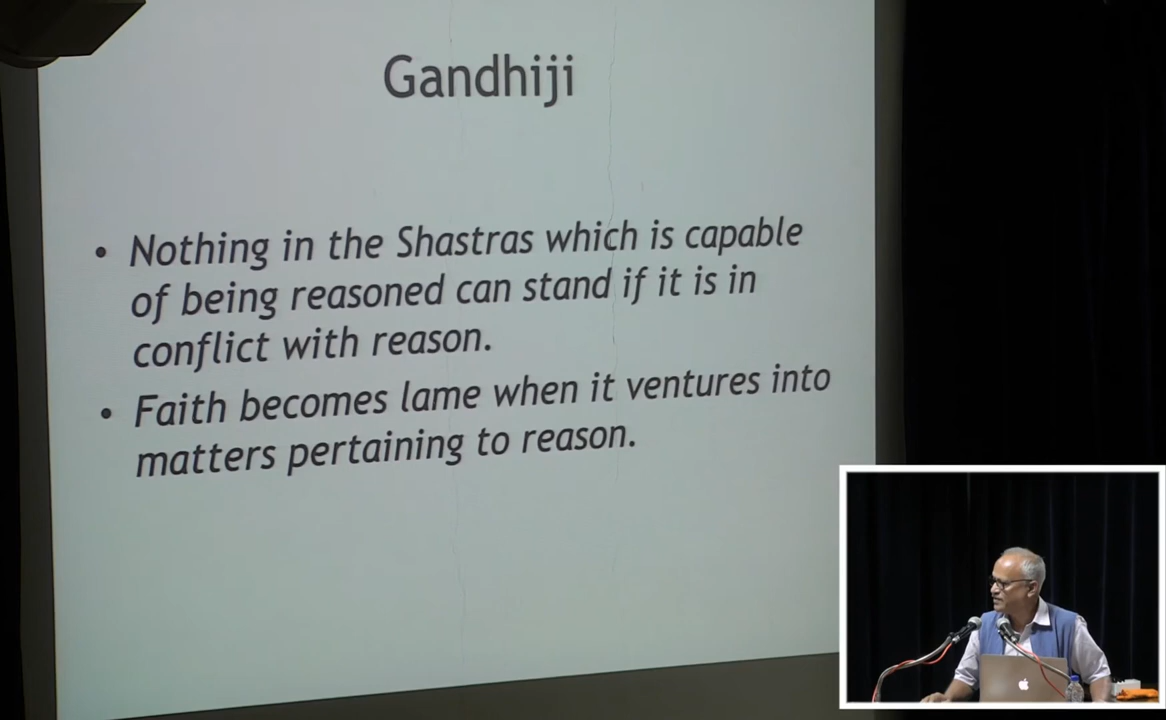 Gandhiji
• Nothing in the Shastras which is capable
of being reasoned can stand if it is in
conflict with reason.
• Faith becomes lame when it ventures into
matters pertaining to reason.